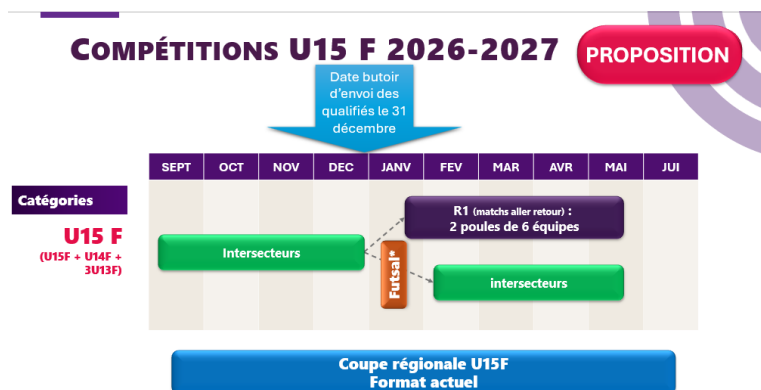 COMPÉTITIONS U15 F 2026-2027
PROPOSITION
Date butoir
d'envoi des
qualifiés le 31
décembre
SEPT OCT NOV DEC JANV FEV MAR AVR MAI JUI
Catégories
U15 F
(U15F + U14F +
3U13F)
R1 (matchs aller retour) :
2 poules de 6 équipes
Intersecteurs
Futsal*
intersecteurs
Coupe régionale U15F
Format actuel